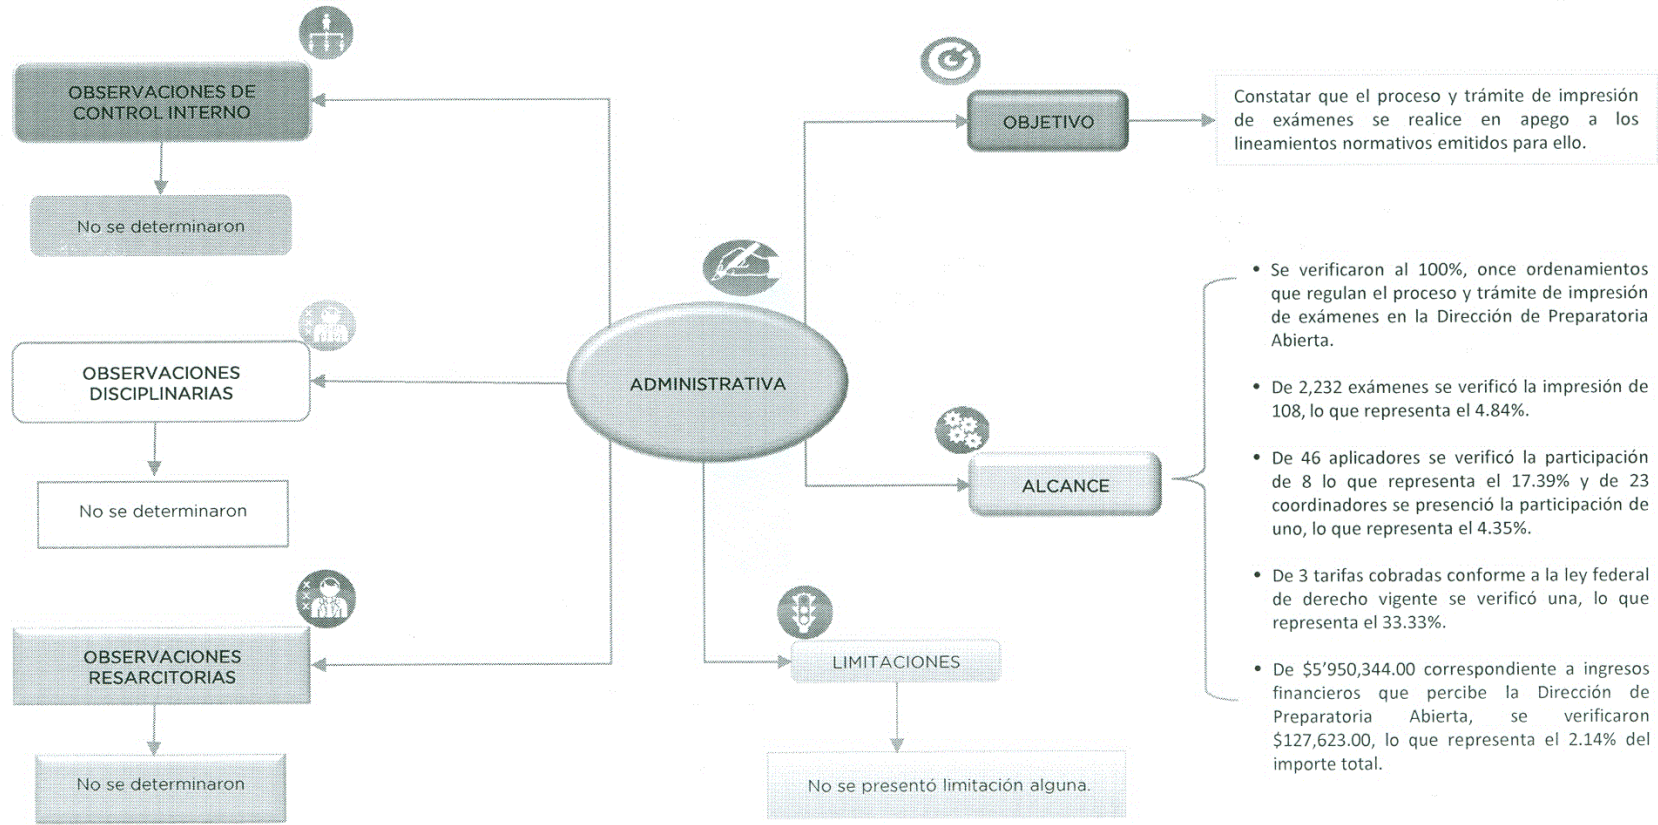 OBSERVACIONES DE
CONTROL INTERNO
No se determinaron
OBSERVACIONES
DISCIPLINARIAS
No se determinaron
OBSERVACIONES
RESARCITORIAS
No se determinaron
ADMINISTRATIVA
OBJETIVO
Constatar que el proceso y trámite de impresión
de exámenes se realice en apego a los
lineamientos normativos emitidos para ello.
ALCANCE
• Se verificaron al 100%, once ordenamientos
que regulan el proceso y trámite de impresión
de exámenes en la Dirección de Preparatoria
Abierta.
• De 2,232 exámenes se verificó la impresión de
108, lo que representa el 4.84%.
• De 46 aplicadores se verificó la participación
de 8 lo que representa el 17.39% y de 23
coordinadores se presenció la participación de
uno, lo que representa el 4.35%.
• De 3 tarifas cobradas conforme a la ley federal
de derecho vigente se verificó una, lo que
representa el 33.33%.
• De $5’950,344.00 correspondiente a ingresos
financieros que percibe la Dirección de
Preparatoria Abierta, se verificaron
$127,623.00, lo que representa el 2.14% del
importe total.
LIMITACIONES
No se presentó limitación alguna.